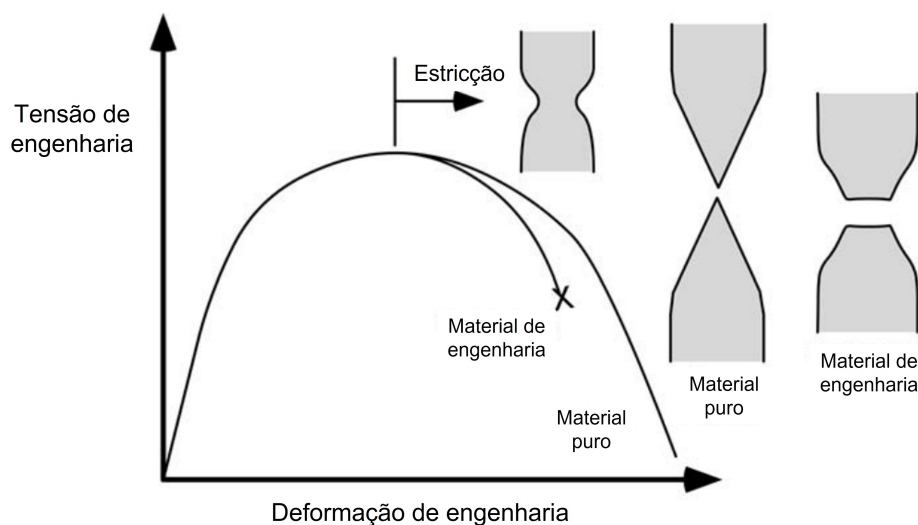 Tensão de
engenharia
Estricção
Material de
engenharia
Material
puro
Material
puro
Material de
engenharia
Deformação de engenharia